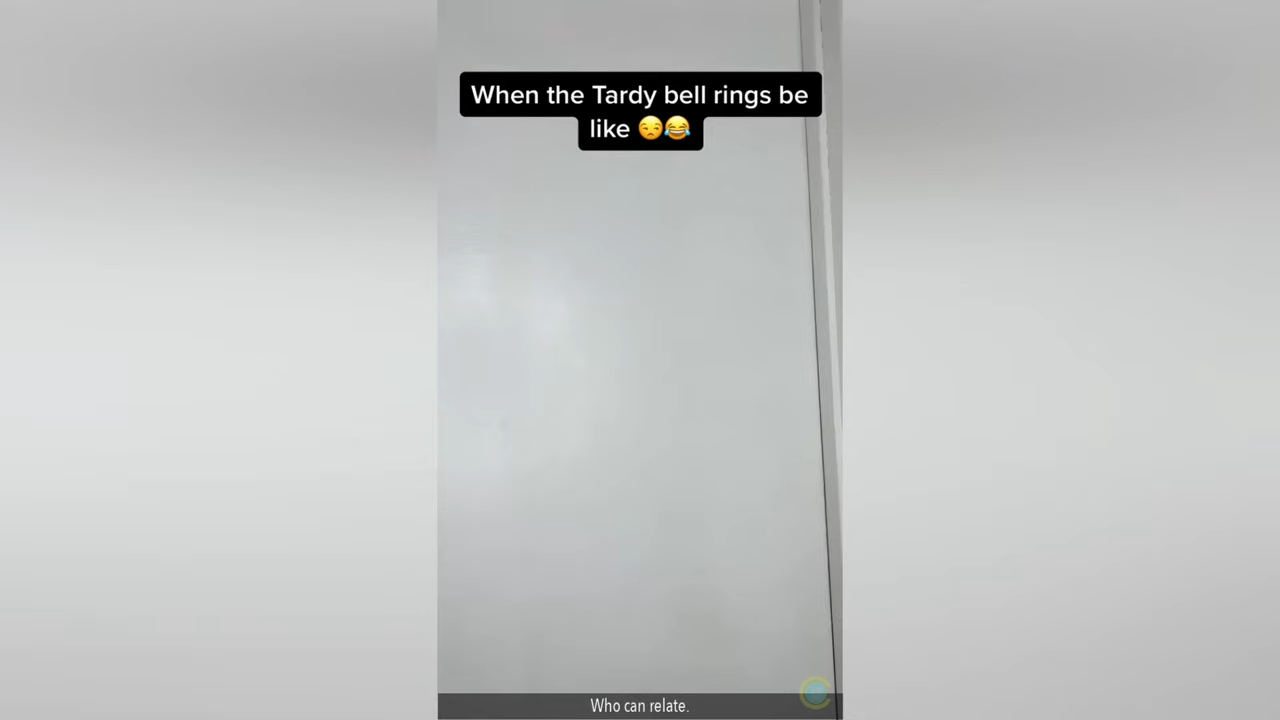 When the Tardy bell rings be
like 😒😂
Who can relate.